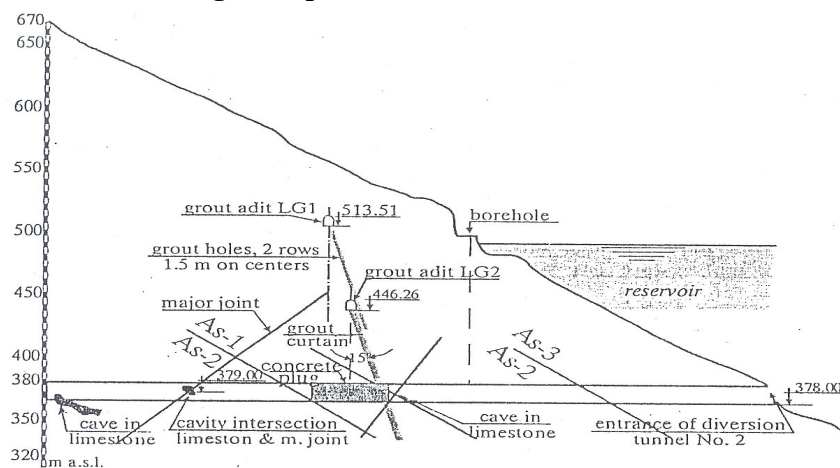 670
650
600
550
500
450
400
380
350
320
m a.s.l.
grout adit LG1
513.51
borehole
grout holes, 2 rows
1.5 m on centers
grout adit LG2
446.26
reservoir
major joint
grout
curtain
As-1
As-2
As-3
As-2
15°
concrete
plug
379.00
378.00
cave in
limestone
cavity intersection
limeston & m. joint
cave in
limestone
entrance of diversion
tunnel No. 2